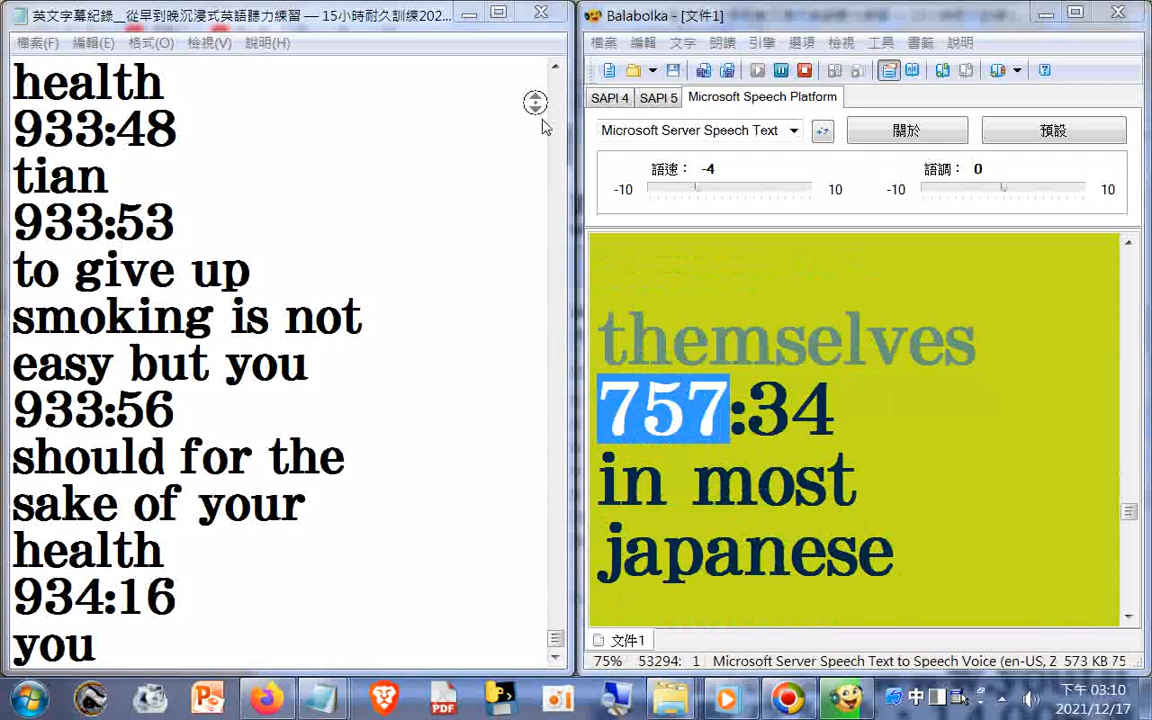 英文字幕紀錄__從早到晚沉浸式英語聽力練習 — 15小時耐久訓練202...
檔案(F) 編輯(E) 格式(O) 檢視(V) 說明(H)
health
933:48
tian
933:53
to give up
smoking is not
easy but you
933:56
should for the
sake of your
health
934:16
you
Balabolka - [文件1]
檔案 編輯 文字 朗讀 引擎 選項 檢視 工具 書籤 說明
SAPI 4 SAPI 5 Microsoft Speech Platform
Microsoft Server Speech Text 關於 預設
語速： -4 語調： 0
-10 10 -10 10
themselves
757:34
in most
japanese
文件1
75% 53294: 1 Microsoft Server Speech Text to Speech Voice (en-US, Z 573 KB 75
PDF 中 下午 03:10
2021/12/17